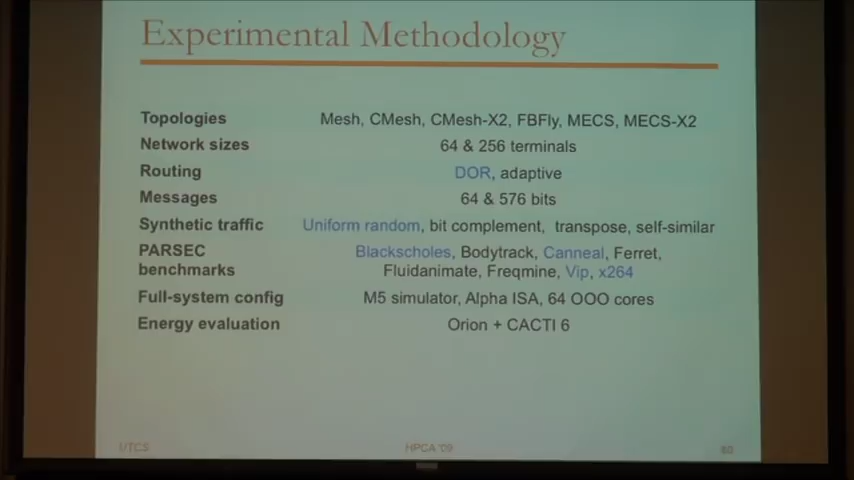 Experimental Methodology
Topologies Mesh, CMesh, CMesh-X2, FBFly, MECS, MECS-X2
Network sizes 64 & 256 terminals
Routing DOR, adaptive
Messages 64 & 576 bits
Synthetic traffic Uniform random, bit complement, transpose, self-similar
PARSEC Blackscholes, Bodytrack, Canneal, Ferret,
benchmarks Fluidanimate, Freqmine, Vip, x264
Full-system config M5 simulator, Alpha ISA, 64 OOO cores
Energy evaluation Orion + CACTI 6
UTCS HPCA '09 60